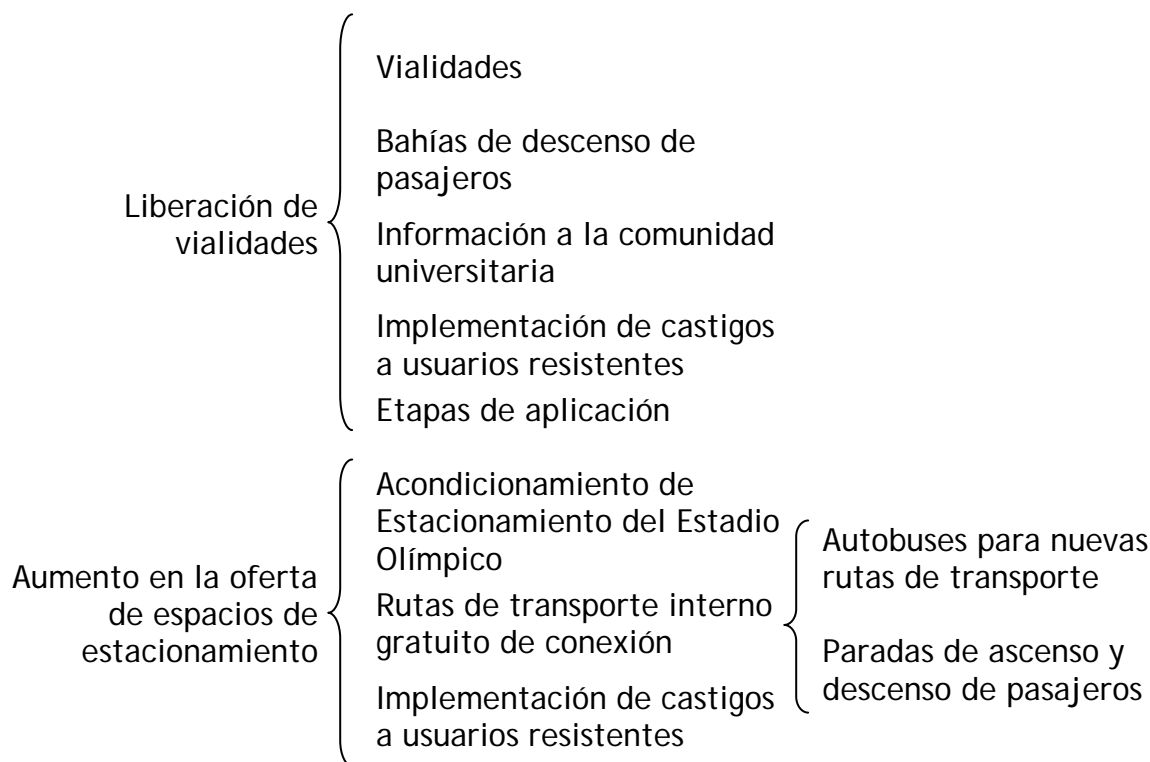 Liberación de
vialidades
Vialidades
Bahías de descenso de
pasajeros
Información a la comunidad
universitaria
Implementación de castigos
a usuarios resistentes
Etapas de aplicación
Aumento en la oferta
de espacios de
estacionamiento
Acondicionamiento de
Estacionamiento del Estadio
Olímpico
Rutas de transporte interno
gratuito de conexión
Autobuses para nuevas
rutas de transporte
Paradas de ascenso y
descenso de pasajeros
Implementación de castigos
a usuarios resistentes